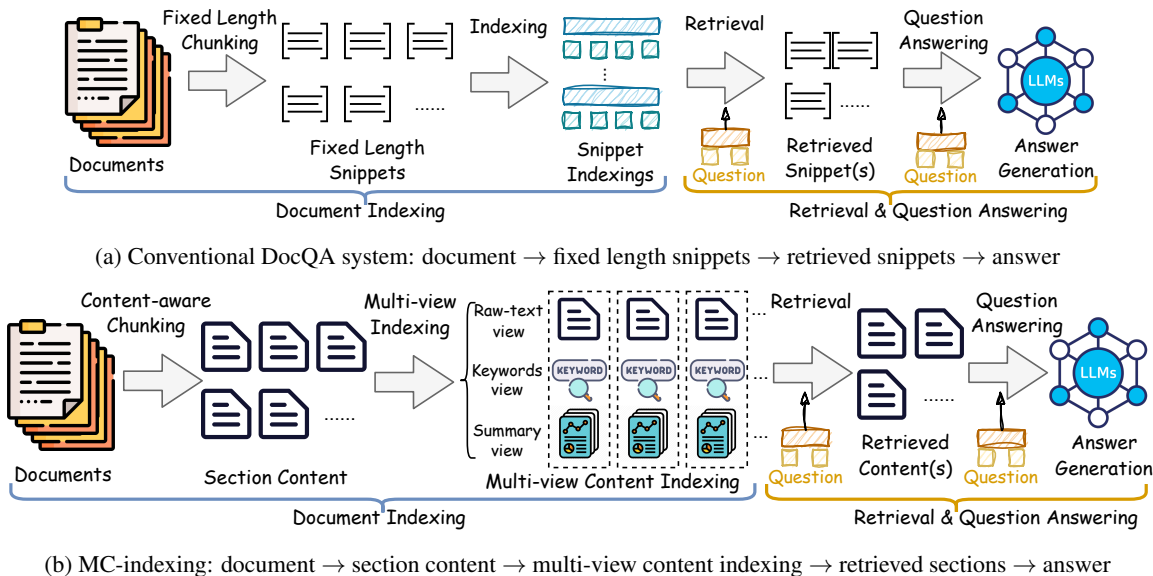 Fixed Length
Chunking
Indexing
Retrieval
Question
Answering
LLMs
......
⋮
......
Documents
Fixed Length
Snippets
Snippet
Indexings
Question
Retrieved
Snippet(s)
Question
Answer
Generation
Document Indexing
Retrieval & Question Answering
(a) Conventional DocQA system: document → fixed length snippets → retrieved snippets → answer
Content-aware
Chunking
Multi-view
Indexing
Raw-text
view
...
Retrieval
Question
Answering
Keywords
view
KEYWORD
KEYWORD
KEYWORD
...
LLMs
......
......
Summary
view
...
Documents
Section Content
Multi-view Content Indexing
Question
Retrieved
Content(s)
Question
Answer
Generation
Document Indexing
Retrieval & Question Answering
(b) MC-indexing: document → section content → multi-view content indexing → retrieved sections → answer